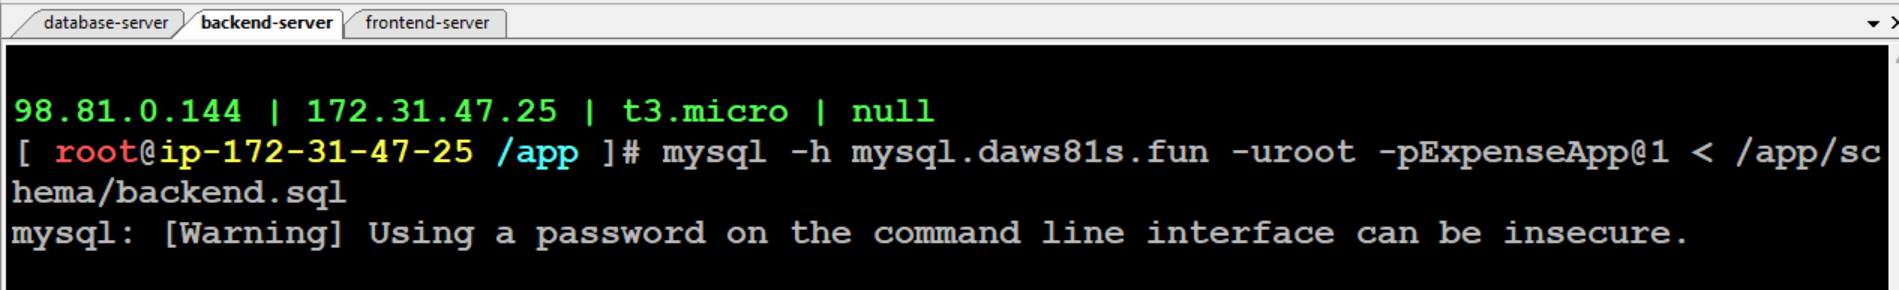 database-server backend-server frontend-server
98.81.0.144 | 172.31.47.25 | t3.micro | null
[ root@ip-172-31-47-25 /app ]# mysql -h mysql.daws81s.fun -uroot -pExpenseApp@1 < /app/sc
hema/backend.sql
mysql: [Warning] Using a password on the command line interface can be insecure.